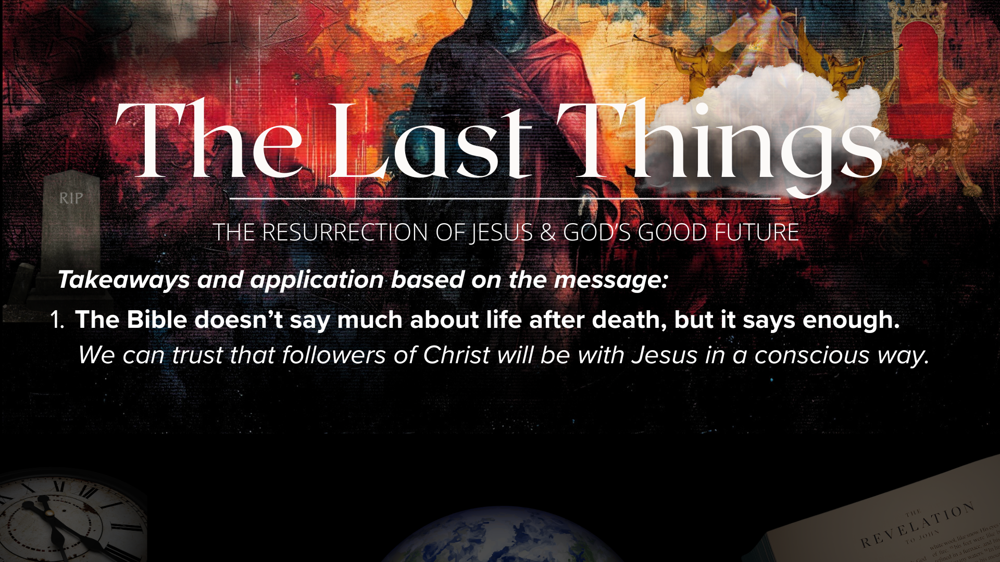 The Last Things
RIP
THE RESURRECTION OF JESUS & GOD'S GOOD FUTURE
Takeaways and application based on the message:
1. The Bible doesn’t say much about life after death, but it says enough.
We can trust that followers of Christ will be with Jesus in a conscious way.
THE
REVELATION
TO JOHN